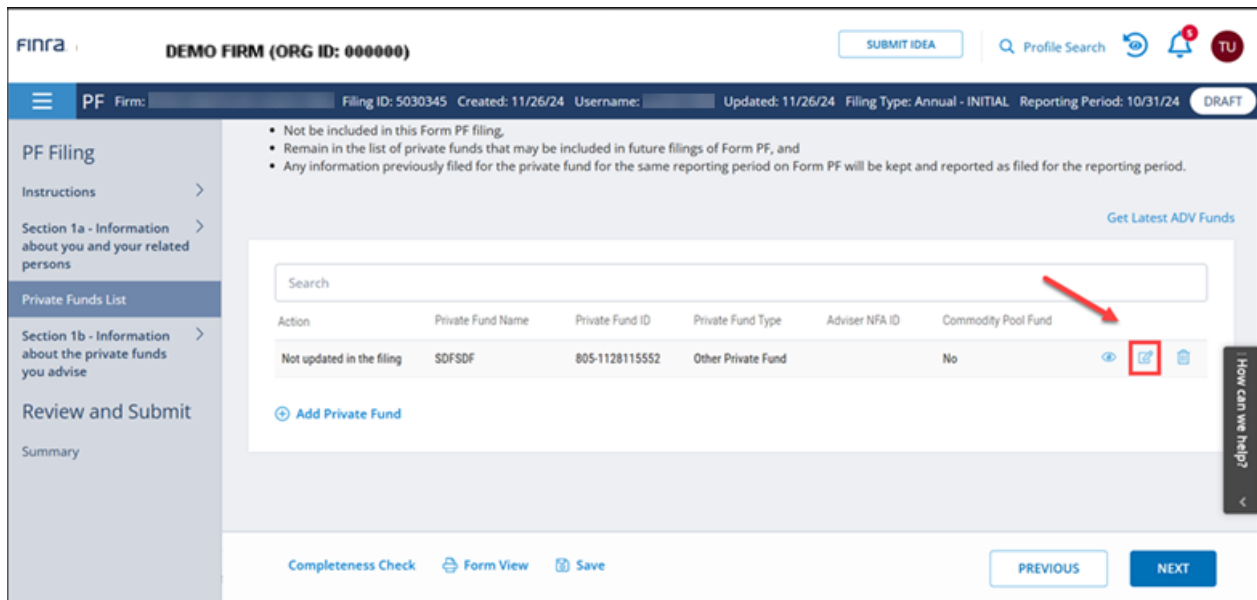 FINra
DEMO FIRM (ORG ID: 000000)
SUBMIT IDEA
Profile Search
5
TU
PF Firm: Filing ID: 5030345 Created: 11/26/24 Username: Updated: 11/26/24 Filing Type: Annual - INITIAL Reporting Period: 10/31/24 DRAFT
PF Filing
Instructions
Section 1a - Information
about you and your related
persons
Private Funds List
Section 1b - Information
about the private funds
you advise
Review and Submit
Summary
• Not be included in this Form PF filing,
• Remain in the list of private funds that may be included in future filings of Form PF, and
• Any information previously filed for the private fund for the same reporting period on Form PF will be kept and reported as filed for the reporting period.
Get Latest ADV Funds
Search
Action Private Fund Name Private Fund ID Private Fund Type Adviser NFA ID Commodity Pool Fund
Not updated in the filing SDFSDF 805-1128115552 Other Private Fund No
Add Private Fund
How can we help?
Completeness Check Form View Save
PREVIOUS NEXT